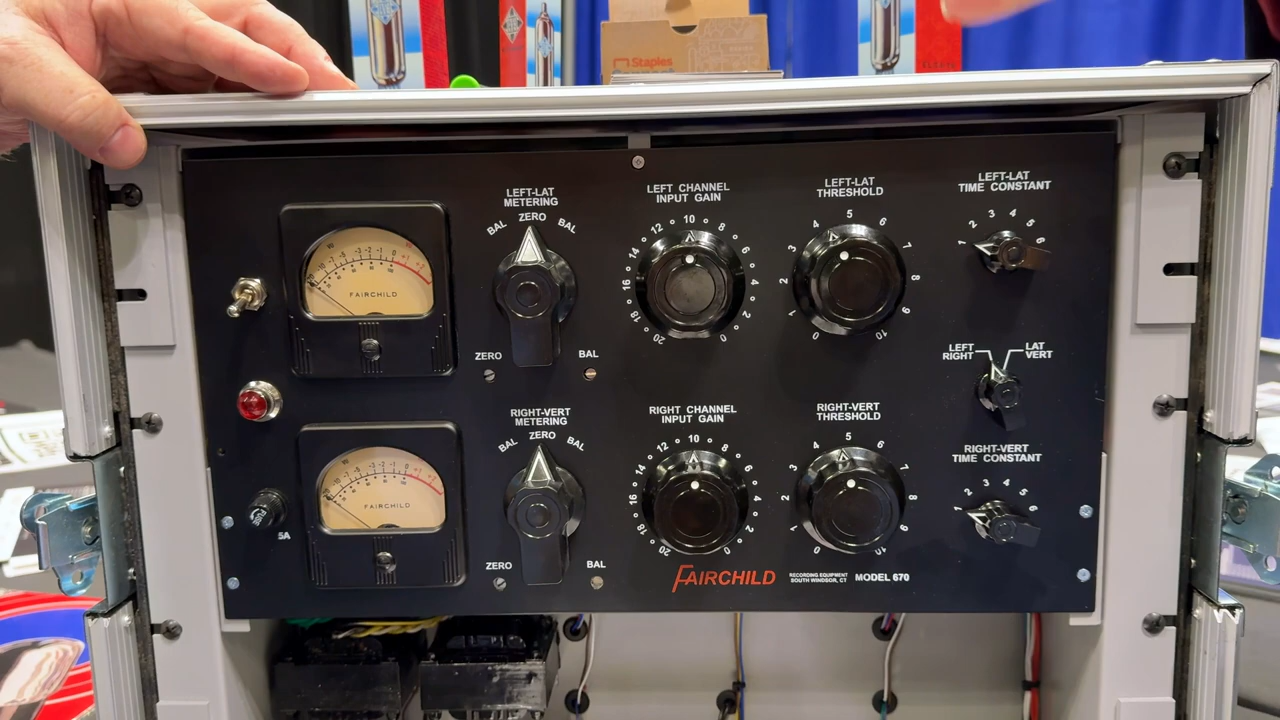 Staples
LEFT-LAT
METERING
BAL ZERO BAL
LEFT CHANNEL
INPUT GAIN
20 18 16 14 12 10 8 6 4 2 0
LEFT-LAT
THRESHOLD
0 1 2 3 4 5 6 7 8 9 10
LEFT-LAT
TIME CONSTANT
1 2 3 4 5 6
FAIRCHILD
ZERO
BAL
LEFT
RIGHT
LAT
VERT
RIGHT-VERT
METERING
BAL ZERO BAL
RIGHT CHANNEL
INPUT GAIN
20 18 16 14 12 10 8 6 4 2 0
RIGHT-VERT
THRESHOLD
0 1 2 3 4 5 6 7 8 9 10
RIGHT-VERT
TIME CONSTANT
1 2 3 4 5 6
FAIRCHILD
FUSE
5A
ZERO
BAL
FAIRCHILD
RECORDING EQUIPMENT
SOUTH WINDSOR, CT
MODEL 670